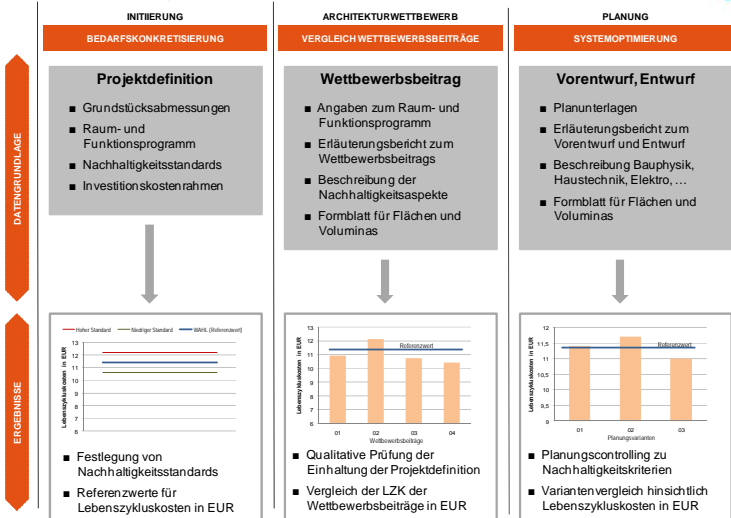 INITIIERUNG
BEDARFSKONKRETISIERUNG
ARCHITEKTURWETTBEWERB
VERGLEICH WETTBEWERBSBEITRÄGE
PLANUNG
SYSTEMOPTIMIERUNG
DATENGRUNDLAGE
Projektdefinition
■ Grundstücksabmessungen
■ Raum- und
Funktionsprogramm
■ Nachhaltigkeitsstandards
■ Investitionskostenrahmen
Wettbewerbsbeitrag
■ Angaben zum Raum- und
Funktionsprogramm
■ Erläuterungsbericht zum
Wettbewerbsbeitrags
■ Beschreibung der
Nachhaltigkeitsaspekte
■ Formblatt für Flächen und
Voluminas
Vorentwurf, Entwurf
■ Planunterlagen
■ Erläuterungsbericht zum
Vorentwurf und Entwurf
■ Beschreibung Bauphysik,
Haustechnik, Elektro, …
■ Formblatt für Flächen und
Voluminas
ERGEBNISSE
Hoher Standard Niedriger Standard WAHL (Referenzwert)
Lebenszykluskosten in EUR
13
12
11
10
9
8
7
6
■ Festlegung von
Nachhaltigkeitsstandards
■ Referenzwerte für
Lebenszykluskosten in EUR
Lebenszykluskosten in EUR
13
12
11
10
9
8
7
6
Referenzwert
01 02 03 04
Wettbewerbsbeiträge
■ Qualitative Prüfung der
Einhaltung der Projektdefinition
■ Vergleich der LZK der
Wettbewerbsbeiträge in EUR
Lebenszykluskosten in EUR
12
11,5
11
10,5
10
9,5
9
Referenzwert
01 02 03
Planungsvarianten
■ Planungscontrolling zu
Nachhaltigkeitskriterien
■ Variantenvergleich hinsichtlich
Lebenszykluskosten in EUR